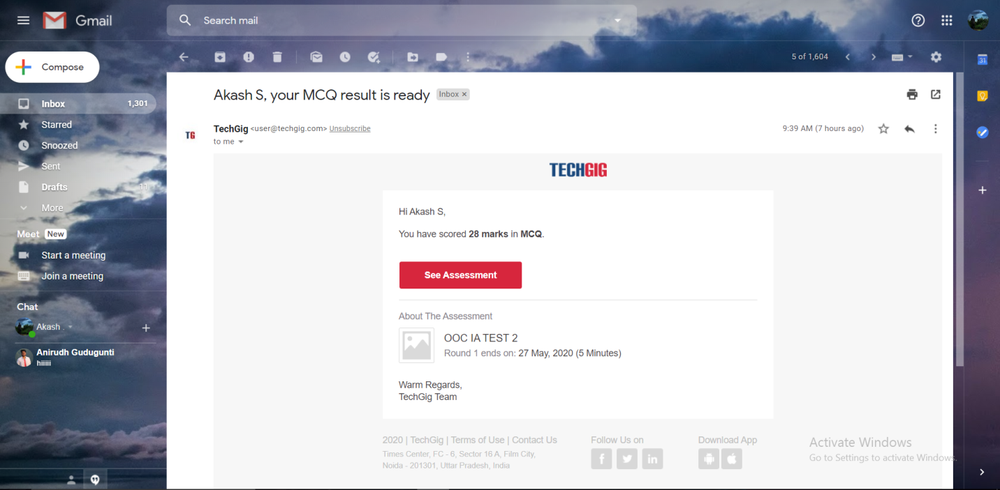 Gmail
Search mail
Compose
5 of 1,604
31
Inbox 1,301
Starred
Snoozed
Sent
Drafts 11
More
Meet New
Start a meeting
Join a meeting
Chat
Akash .
Anirudh Gudugunti
hiiiii
Akash S, your MCQ result is ready Inbox ×
TG
TechGig <user@techgig.com> Unsubscribe
9:39 AM (7 hours ago)
to me
TECHGIG
Hi Akash S,
You have scored 28 marks in MCQ.
See Assessment
About The Assessment
OOC IA TEST 2
Round 1 ends on: 27 May, 2020 (5 Minutes)
Warm Regards,
TechGig Team
2020 | TechGig | Terms of Use | Contact Us
Times Center, FC - 6, Sector 16 A, Film City,
Noida - 201301, Uttar Pradesh, India
Follow Us on
f in
Download App
Activate Windows
Go to Settings to activate Windows.